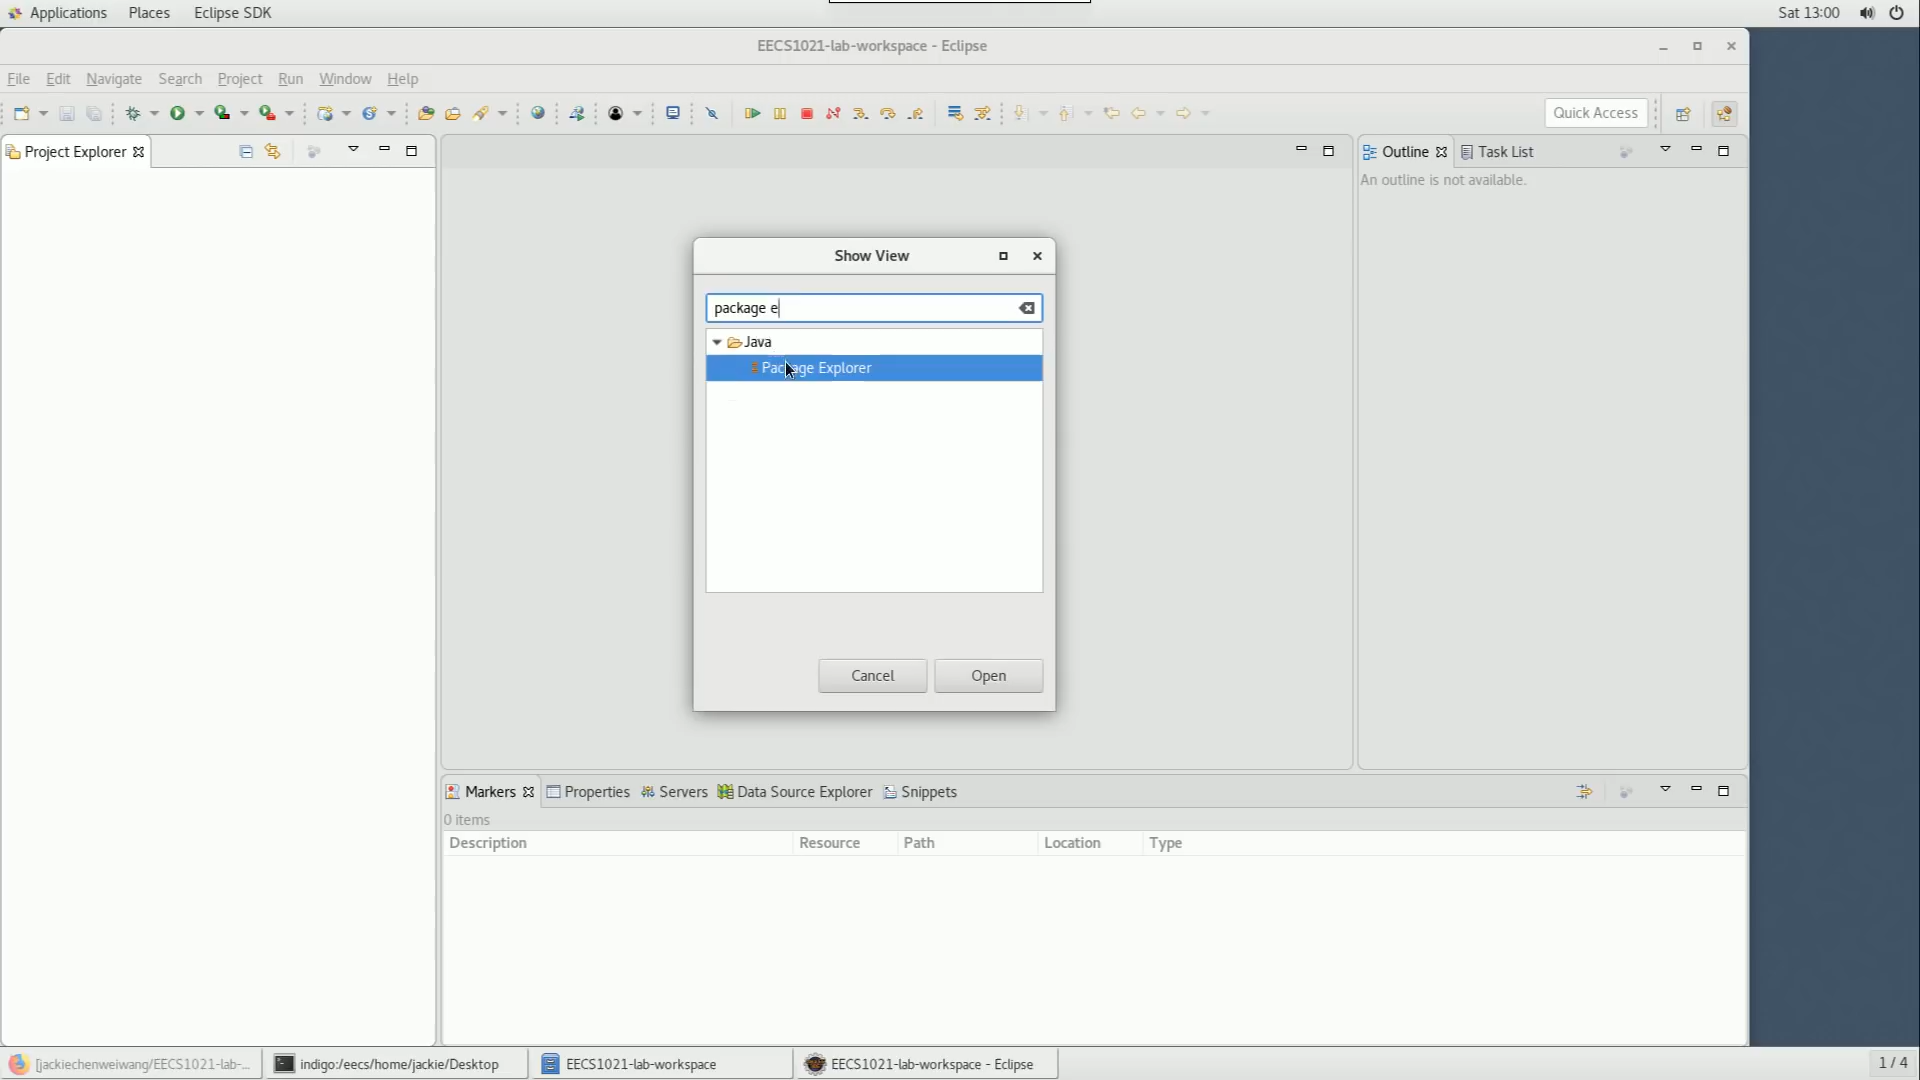 Applications Places Eclipse SDK Sat 13:00
EECS1021-lab-workspace - Eclipse
File Edit Navigate Search Project Run Window Help
Quick Access
Project Explorer
Outline Task List
An outline is not available.
Show View
package e
Java
Package Explorer
Cancel Open
Markers Properties Servers Data Source Explorer Snippets
0 items
Description Resource Path Location Type
[jackiechenweiwang/EECS1021-lab-... indigo:/eecs/home/jackie/Desktop EECS1021-lab-workspace EECS1021-lab-workspace - Eclipse 1 / 4